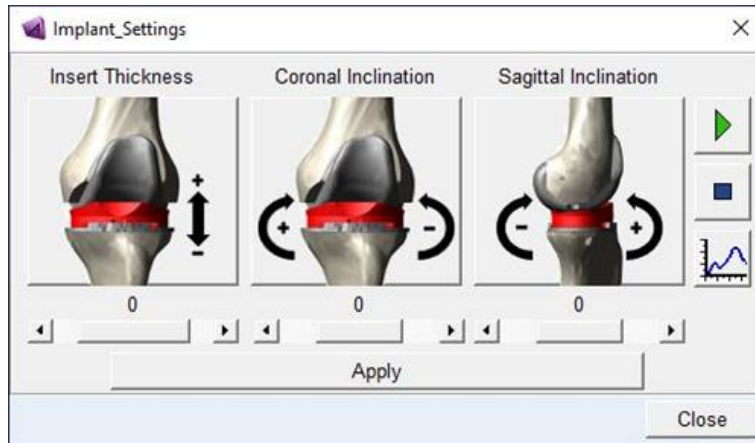 Implant_Settings
Insert Thickness Coronal Inclination Sagittal Inclination
+
-
+ -
- +
0 0 0
Apply
Close